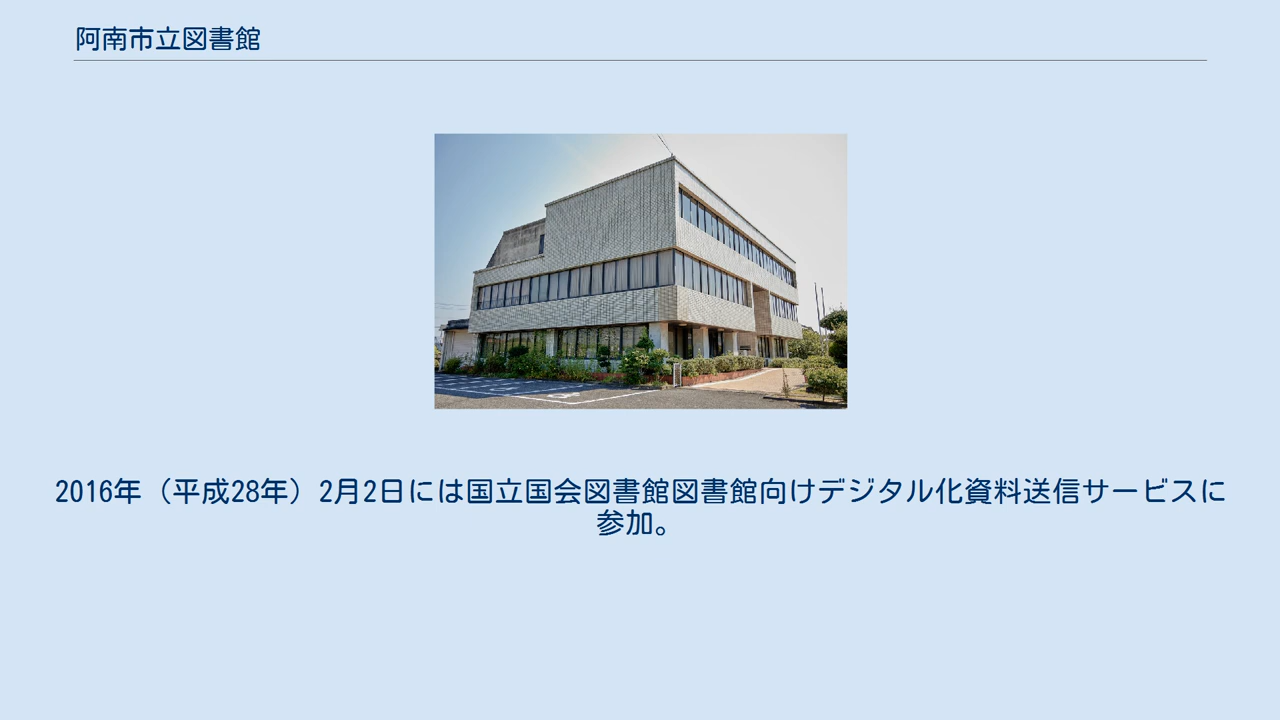 阿南市立図書館
2016年（平成28年）2月2日には国立国会図書館図書館向けデジタル化資料送信サービスに
参加。